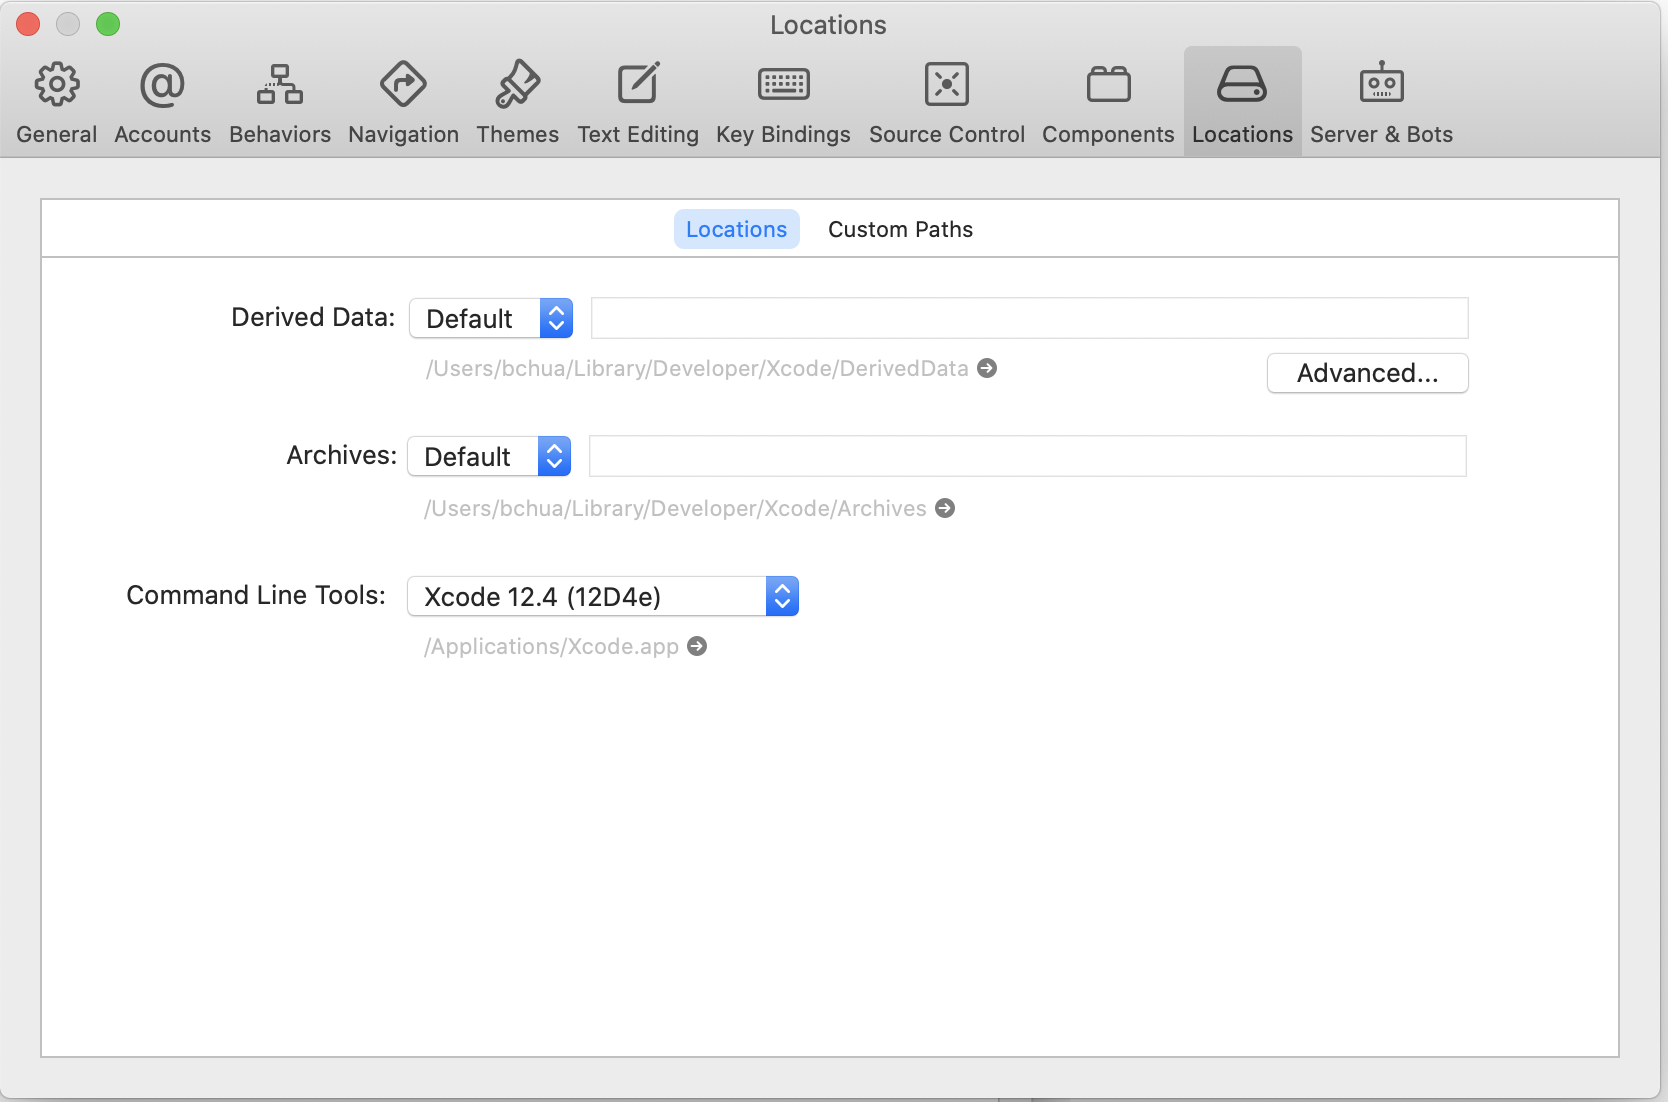 Locations
General Accounts Behaviors Navigation Themes Text Editing Key Bindings Source Control Components Locations Server & Bots
Locations Custom Paths
Derived Data: Default
/Users/bchua/Library/Developer/Xcode/DerivedData
Advanced...
Archives: Default
/Users/bchua/Library/Developer/Xcode/Archives
Command Line Tools: Xcode 12.4 (12D4e)
/Applications/Xcode.app